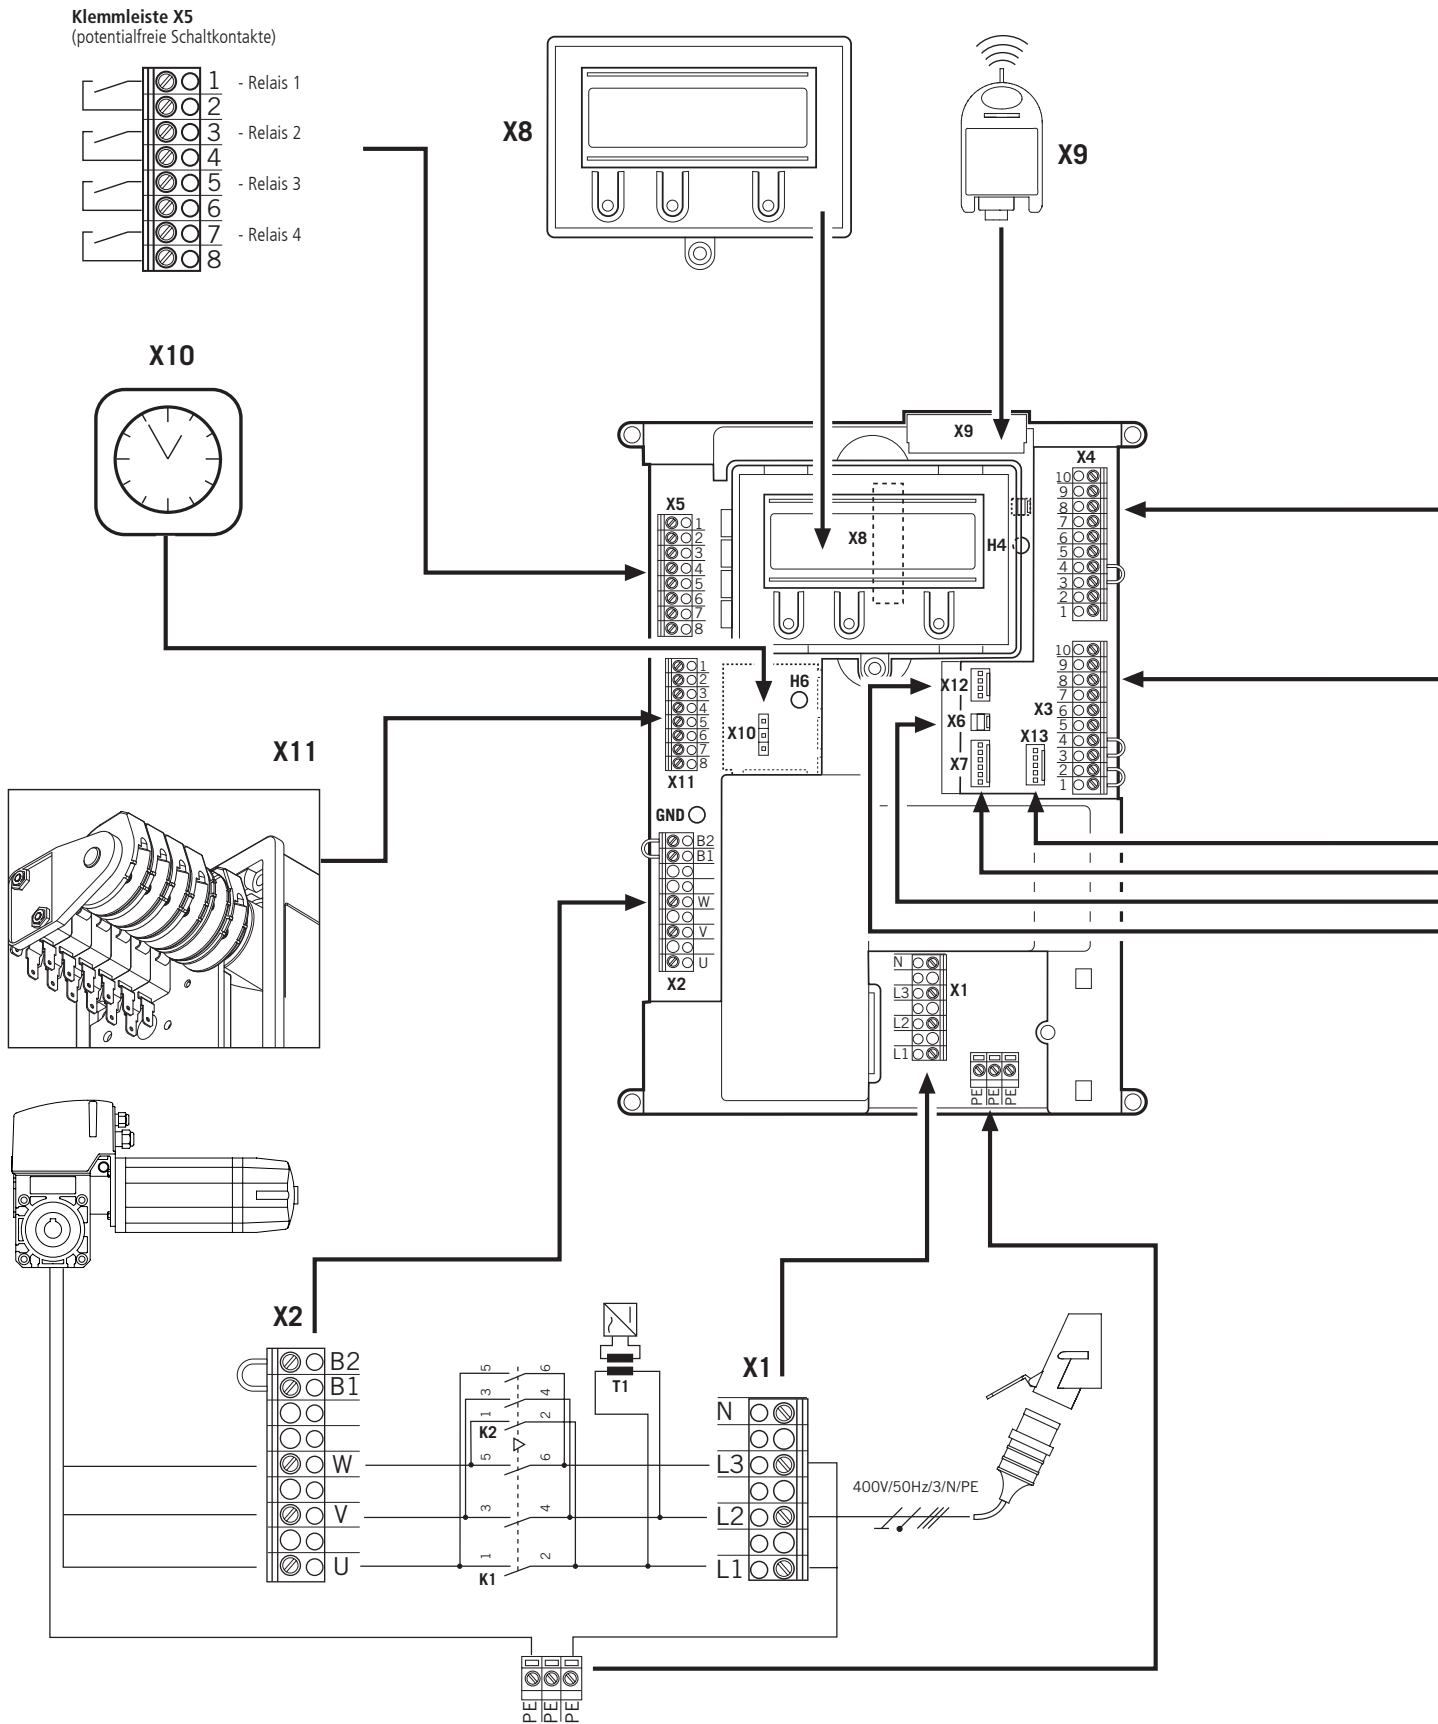 Klemmleiste X5
(potentialfreie Schaltkontakte)
1 - Relais 1
2
3 - Relais 2
4
5 - Relais 3
6
7 - Relais 4
8
X8
X9
X10
X9
X4
10
9
8
7
6
5
4
3
2
1
X5
1
2
3
4
5
6
7
8
X8
H4
10
9
8
7
6
5
4
3
2
1
X3
1
2
3
4
5
6
7
8
X11
H6
X10
X12
X6
X7
X13
X11
GND
B2
B1
W
V
U
X2
N
L3
L2
L1
X1
PE
PE
PE
X2
B2
B1
W
V
U
5 6
3 4
1 2
K2
5 6
3 4
1 2
K1
T1
X1
N
L3
L2
L1
400V/50Hz/3/N/PE
PE
PE
PE